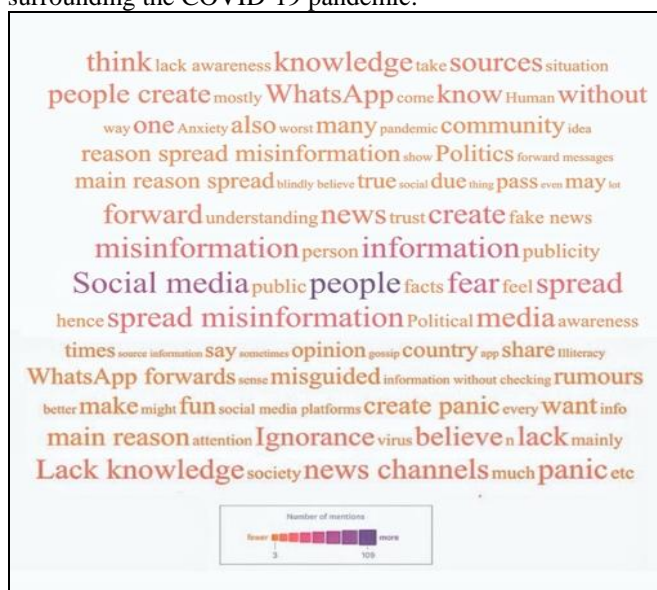 surrounding the COVID-19 pandemic.
think lack awareness knowledge take sources situation
people create mostly WhatsApp come know Human without
way one Anxiety also worst many pandemic community idea
reason spread misinformation show Politics forward messages
main reason spread blindly believe true social due thing pass even may lot
forward understanding news trust create fake news
misinformation person information publicity
Social media public people facts fear feel spread
hence spread misinformation Political media awareness
times source information say sometimes opinion gossip country app share Illiteracy
WhatsApp forwards sense misguided information without checking rumours
better make might fun social media platforms create panic every want info
main reason attention Ignorance virus believe n lack mainly
Lack knowledge society news channels much panic etc
Number of mentions
fewer more
3 109